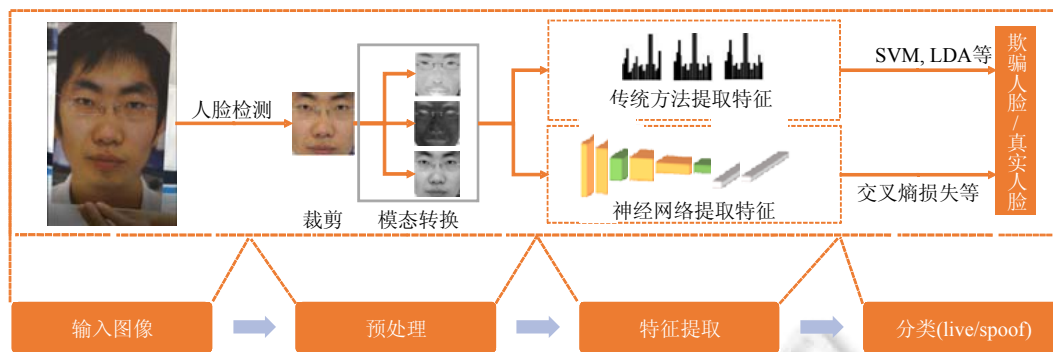 人脸检测
裁剪
模态转换
传统方法提取特征
神经网络提取特征
SVM, LDA等
交叉熵损失等
欺骗人脸/真实人脸
输入图像
预处理
特征提取
分类(live/spoof)